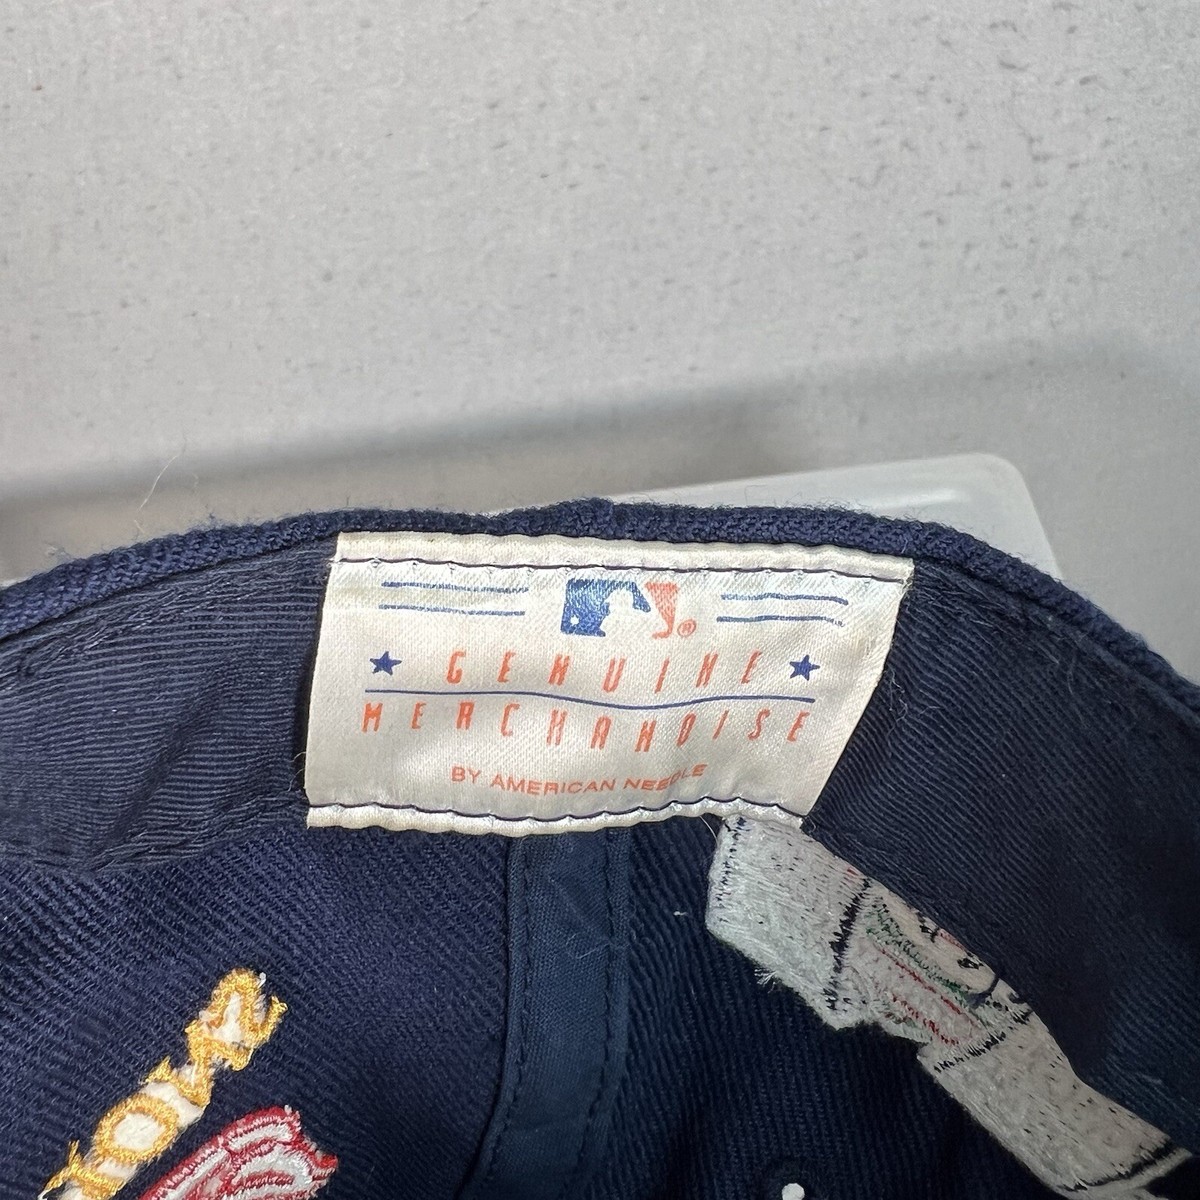 ®
GENUINE
MERCHANDISE
BY AMERICAN NEEDLE